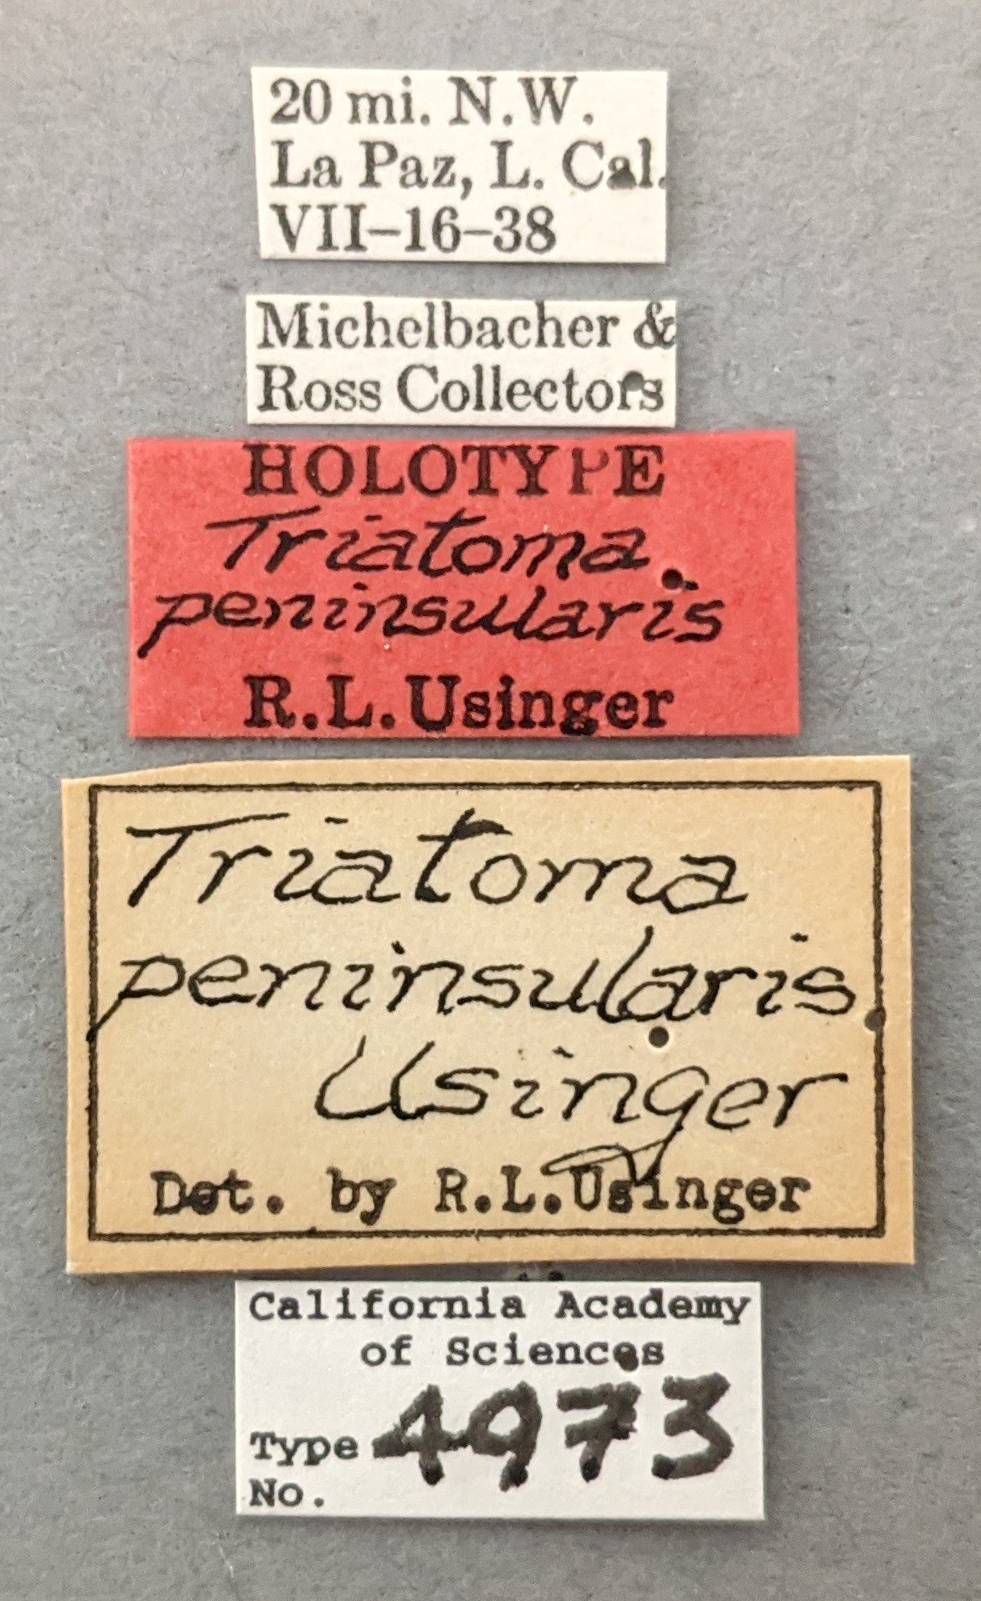 20 mi. N.W.
La Paz, L. Cal.
VII–16–38
Michelbacher &
Ross Collectors
HOLOTYPE
Triatoma
peninsularis
R.L.Usinger
Triatoma
peninsularis
Usinger
Det. by R.L.Usinger
California Academy
of Sciences
Type 4973
No.